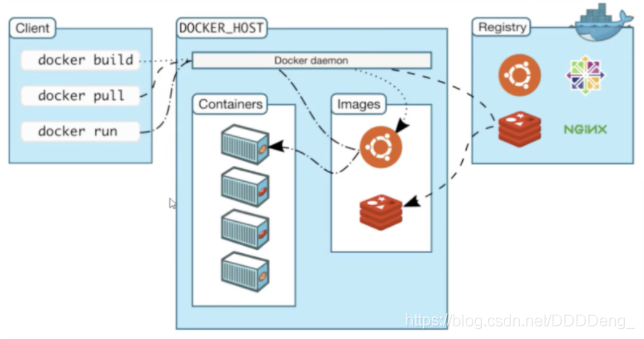 Client
docker build
docker pull
docker run
DOCKER_HOST
Docker daemon
Containers
Images
Registry
NGINX
https://blog.csdn.net/DDDDeng_